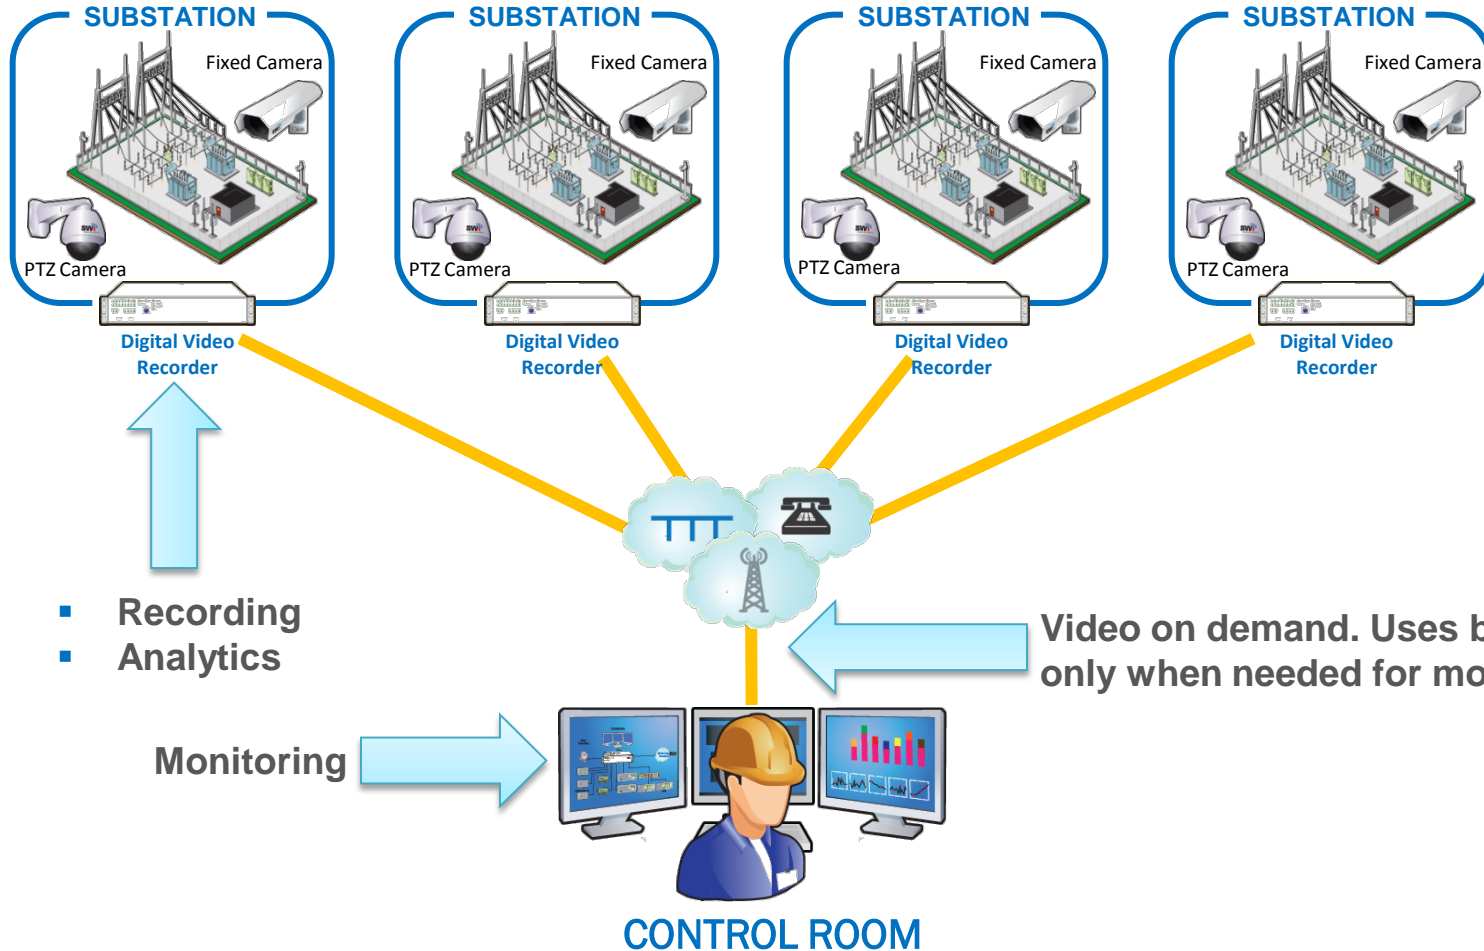 SUBSTATION
SUBSTATION
SUBSTATION
SUBSTATION
Fixed Camera
Fixed Camera
Fixed Camera
Fixed Camera
PTZ Camera
PTZ Camera
PTZ Camera
PTZ Camera
Digital Video
Recorder
Digital Video
Recorder
Digital Video
Recorder
Digital Video
Recorder
Recording
Analytics
Video on demand. Uses
only when needed for
Monitoring
CONTROL ROOM